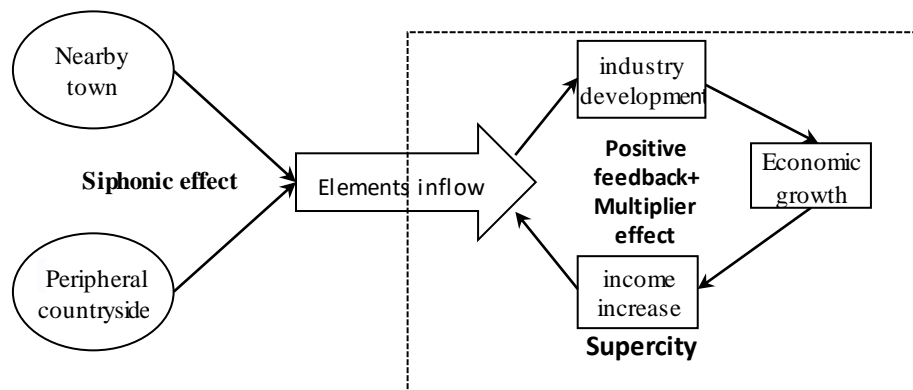 Nearby
town
Siphonic effect
Peripheral
countryside
Elements inflow
industry
development
Positive
feedback+
Multiplier
effect
Economic
growth
income
increase
Supercity